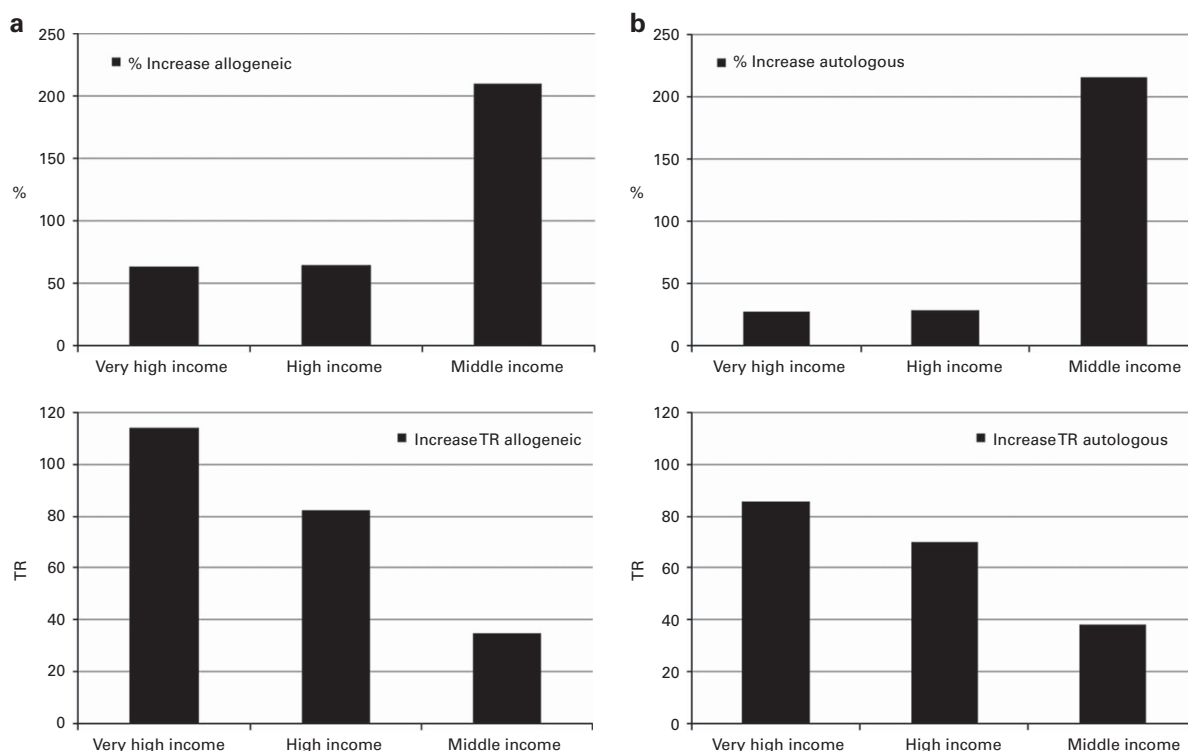 a
250
200
150
100
50
0
%
■ % Increase allogeneic
Very high income High income Middle income
120
100
80
60
40
20
0
TR
■ Increase TR allogeneic
Very high income High income Middle income
b
250
200
150
100
50
0
%
■ % Increase autologous
Very high income High income Middle income
120
100
80
60
40
20
0
TR
■ Increase TR autologous
Very high income High income Middle income